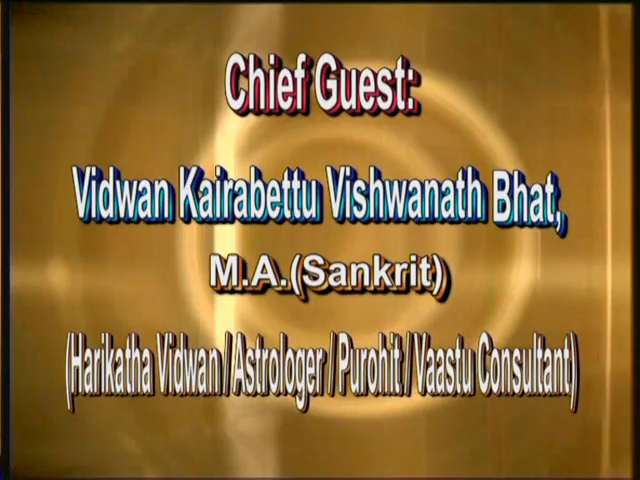 Chief Guest:
Vidwan Kairabettu Vishwanath Bhat,
M.A.(Sankrit)
(Harikatha Vidwan / Astrologer / Purohit / Vaastu Consultant)